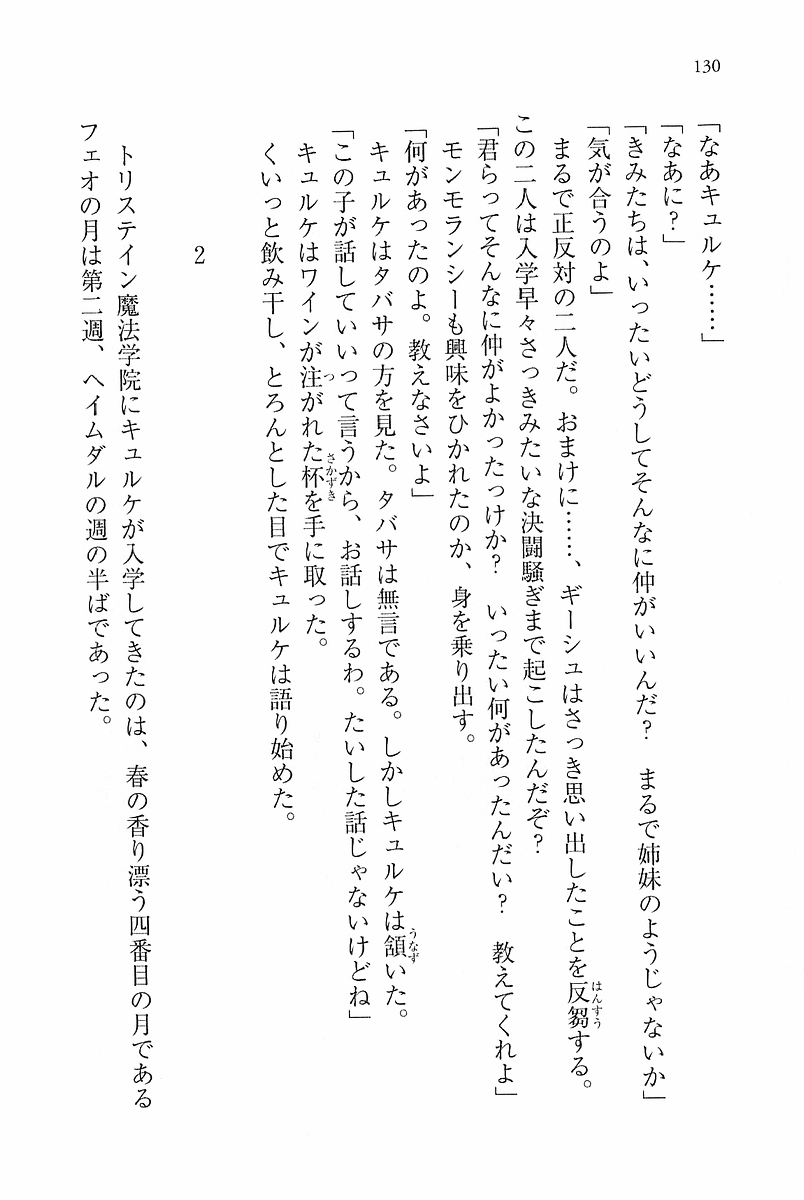 130
「なあキュルケ……」
「なあに？」
「きみたちは、いったいどうしてそんなに仲がいいんだ？　まるで姉妹のようじゃないか」
「気が合うのよ」
まるで正反対の二人だ。おまけに……、ギーシュはさっき思い出したことを反芻する。
この二人は入学早々さっきみたいな決闘騒ぎまで起こしたんだぞ？
「君らってそんなに仲がよかったっけか？　いったい何があったんだい？　教えてくれよ」
モンモランシーも興味をひかれたのか、身を乗り出す。
「何があったのよ。教えなさいよ」
キュルケはタバサの方を見た。タバサは無言である。しかしキュルケは頷いた。
「この子が話していいって言うから、お話しするわ。たいした話じゃないけどね」
キュルケはワインが注がれた杯を手に取った。
くいっと飲み干し、とろんとした目でキュルケは語り始めた。
2
トリステイン魔法学院にキュルケが入学してきたのは、春の香り漂う四番目の月である
フェオの月は第二週、ヘイムダルの週の半ばであった。